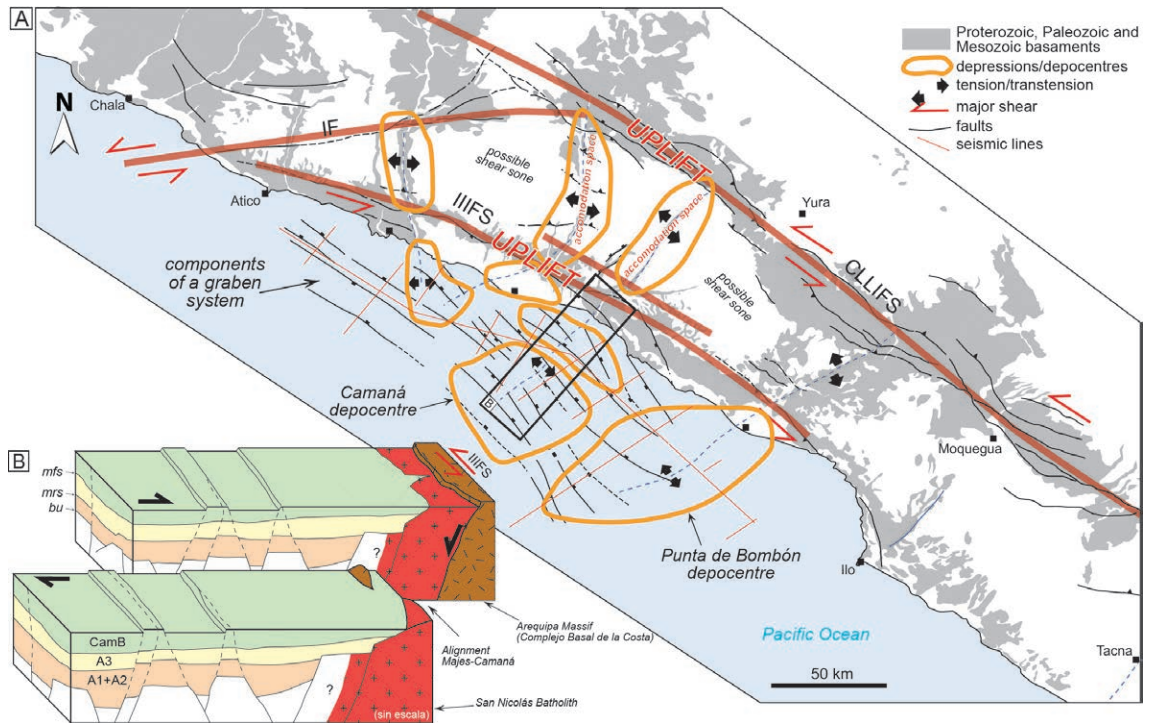 A
Proterozoic, Paleozoic and
Mesozoic basaments
depressions/depocentres
tension/transtension
major shear
faults
seismic lines
N
Chala
IF
UPLIFT
possible
shear sone
accomodation space
accomodation space
Yura
Atico
IIIFS
UPLIFT
CLLIFS
possible
shear sone
components
of a graben
system
Camaná
depocentre
B
Moquegua
Punta de Bombón
depocentre
Ilo
Pacific Ocean
Tacna
50 km
B
IIIFS
mfs
mrs
bu
?
CamB
A3
A1+A2
?
(sin escala)
Arequipa Massif
(Complejo Basal de la Costa)
Alignment
Majes-Camaná
San Nicolás Batholith